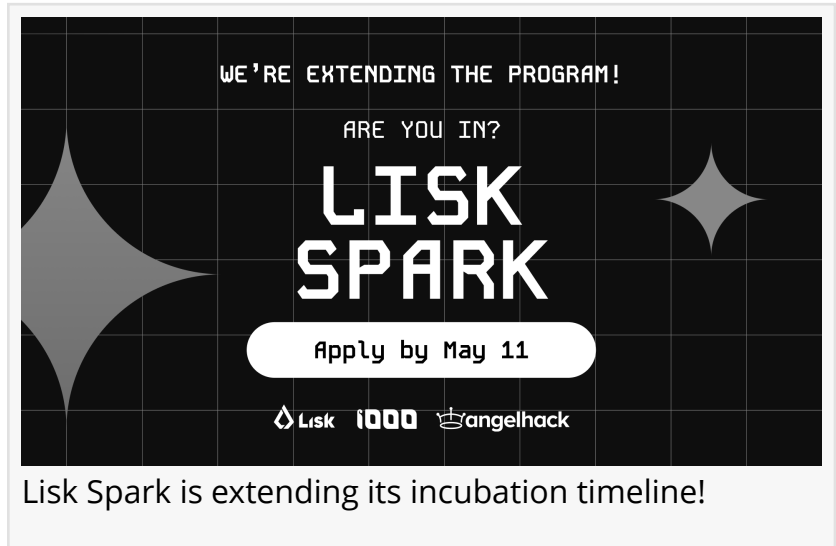 WE'RE EXTENDING THE PROGRAM!
ARE YOU IN?
LISK
SPARK
Apply by May 11
Lisk i000 angelhack
Lisk Spark is extending its incubation timeline!